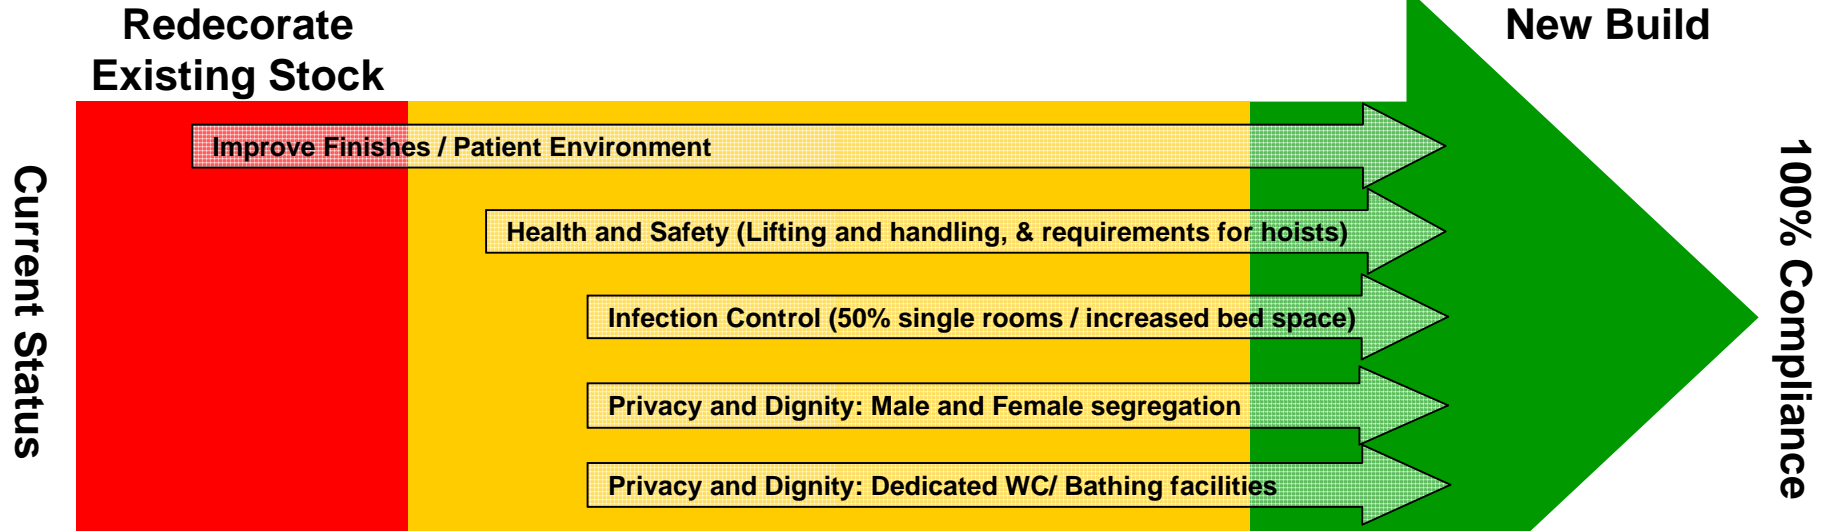 Redecorate
Existing Stock
New Build
Current Status
Improve Finishes / Patient Environment
Health and Safety (Lifting and handling, & requirements for hoists)
Infection Control (50% single rooms / increased bed space)
Privacy and Dignity: Male and Female segregation
Privacy and Dignity: Dedicated WC/ Bathing facilities
100% Compliance